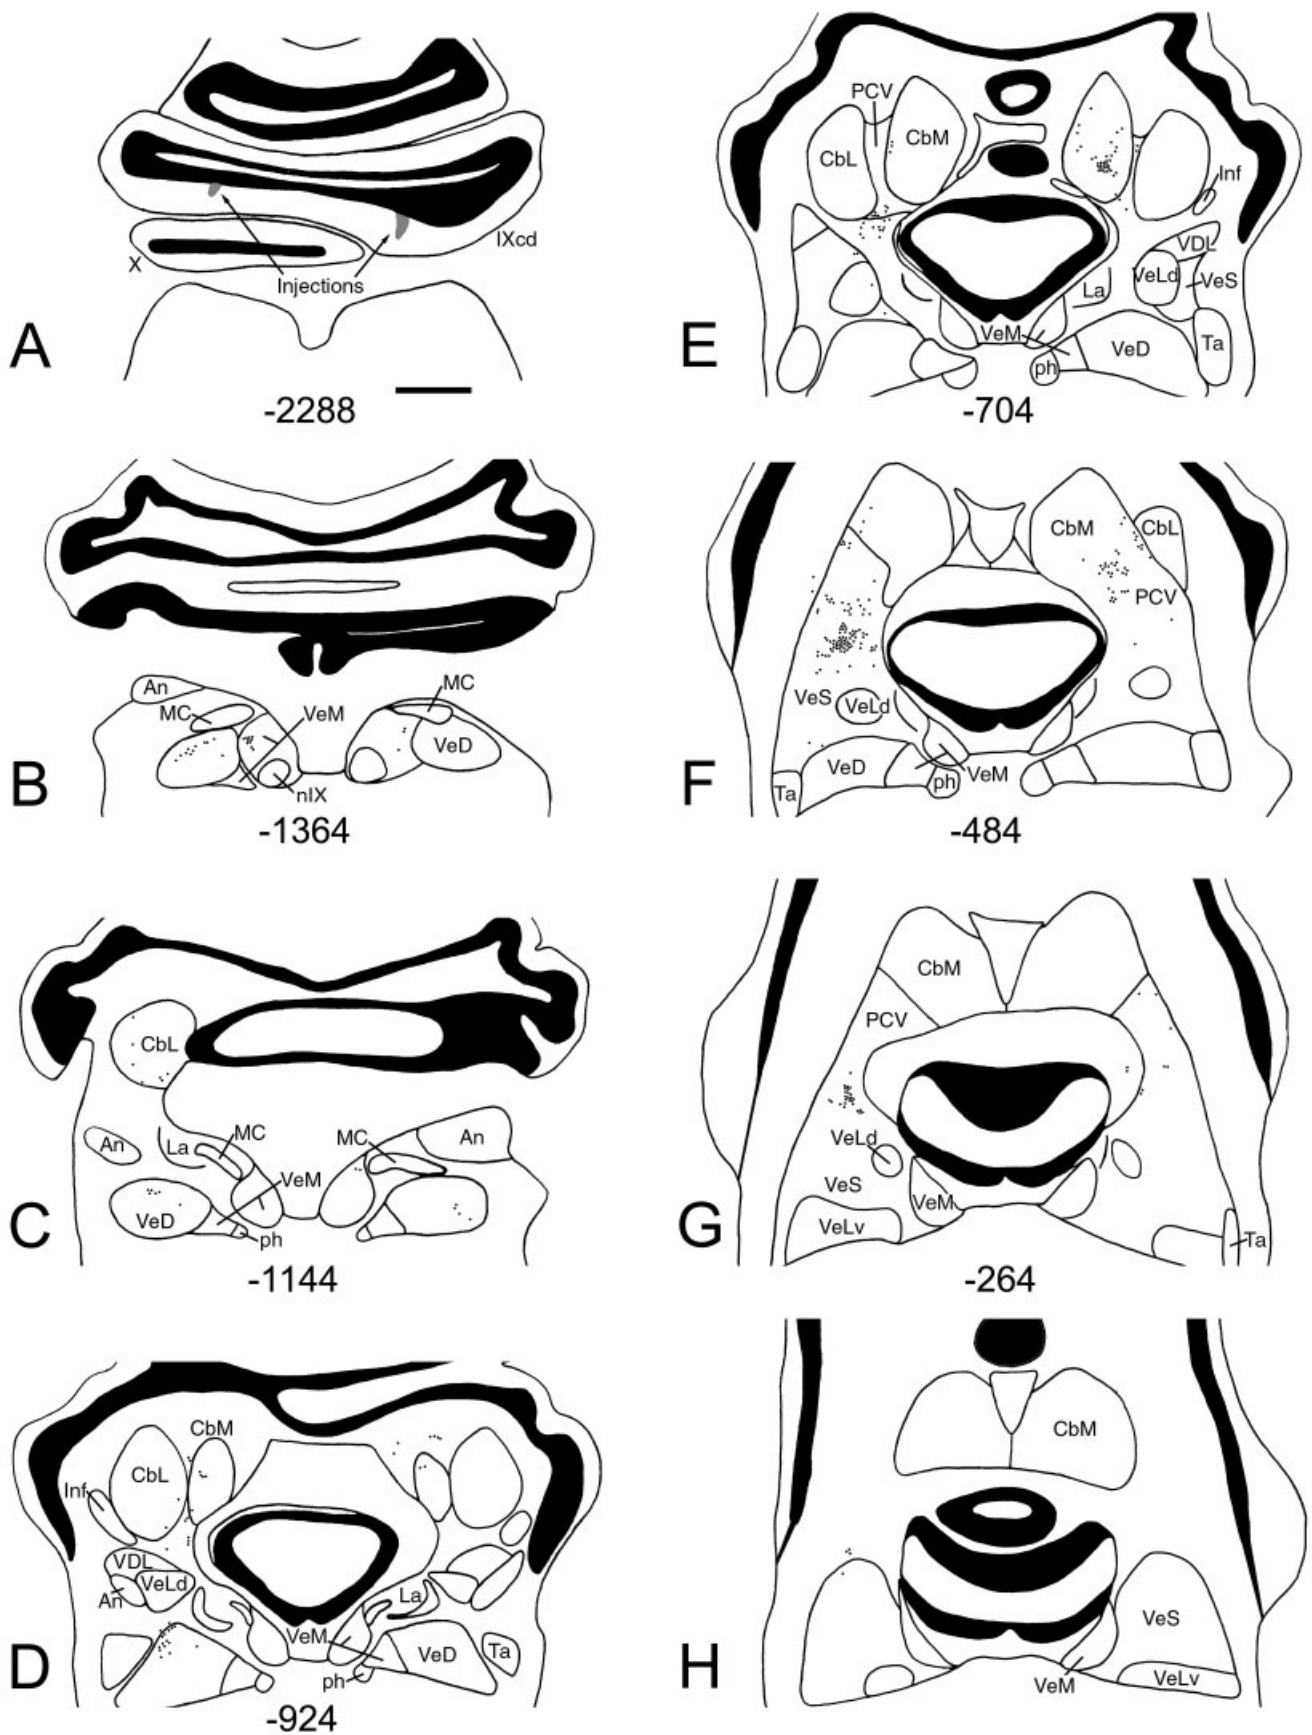 IXcd
X
Injections
A
-2288
An
MC
MC
VeM
VeD
nIX
B
-1364
CbL
An
La
MC
MC
An
VeM
VeD
ph
C
-1144
CbM
CbL
Inf
VDL
VeLd
An
La
VeM
VeD
Ta
ph
D
-924
PCV
CbM
CbL
Inf
VDL
VeLd
VeS
La
VeM
VeD
Ta
ph
E
-704
CbM
CbL
PCV
VeS
VeLd
VeD
VeM
ph
Ta
F
-484
CbM
PCV
VeLd
VeS
VeM
VeLv
Ta
G
-264
CbM
VeS
VeM
VeLv
H